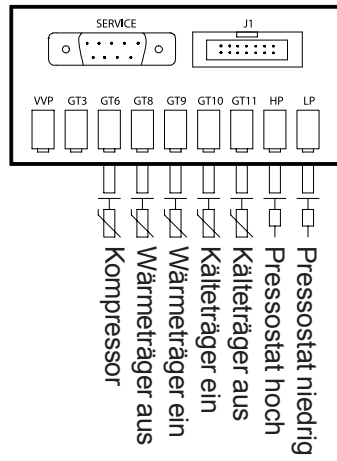 SERVICE J1
VVP GT3 GT6 GT8 GT9 GT10 GT11 HP LP
Kompressor
Wärmeträger aus
Wärmeträger ein
Kälteträger ein
Kälteträger aus
Pressostat hoch
Pressostat niedrig